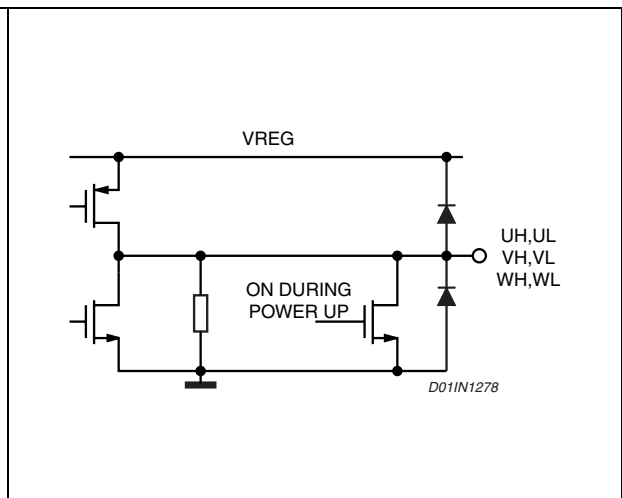 VREG
UH,UL
VH,VL
WH,WL
ON DURING
POWER UP
D01IN1278